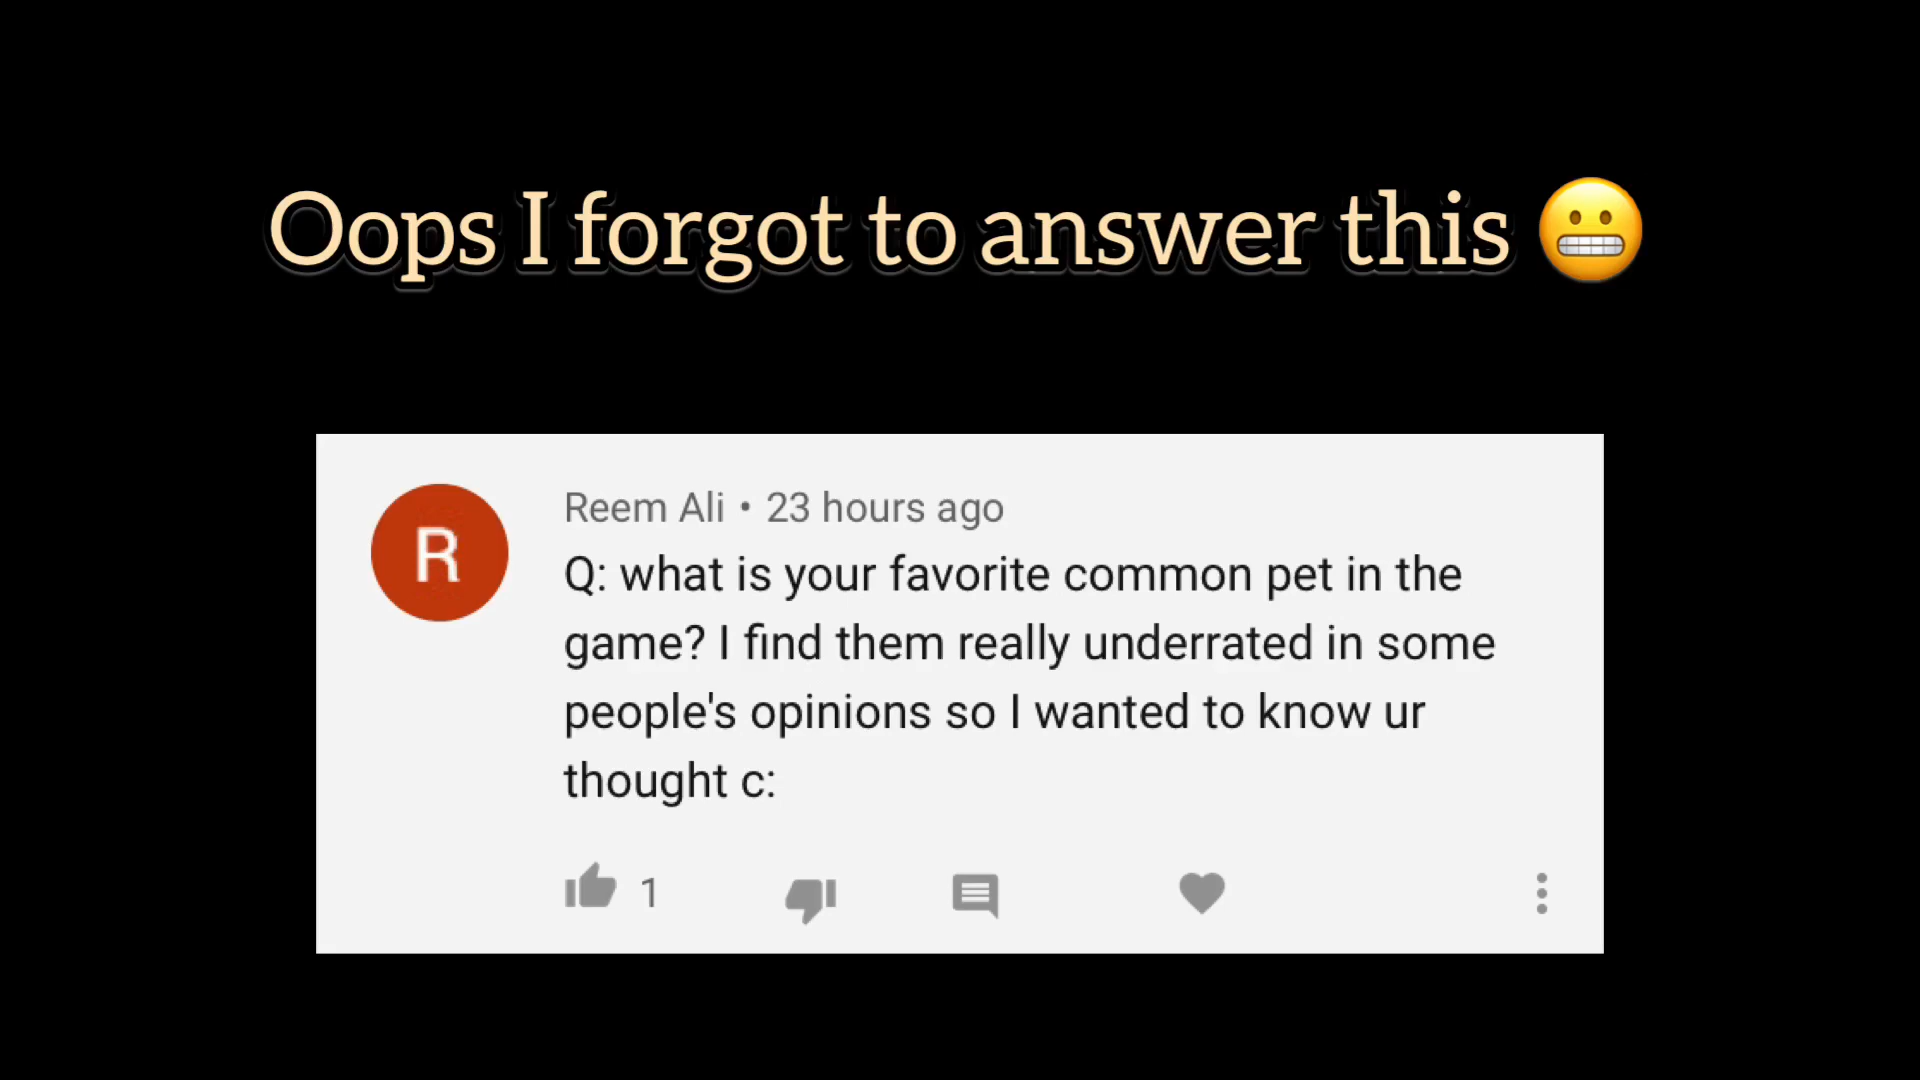 Oops I forgot to answer this 😬
R
Reem Ali • 23 hours ago
Q: what is your favorite common pet in the
game? I find them really underrated in some
people's opinions so I wanted to know ur
thought c:
1